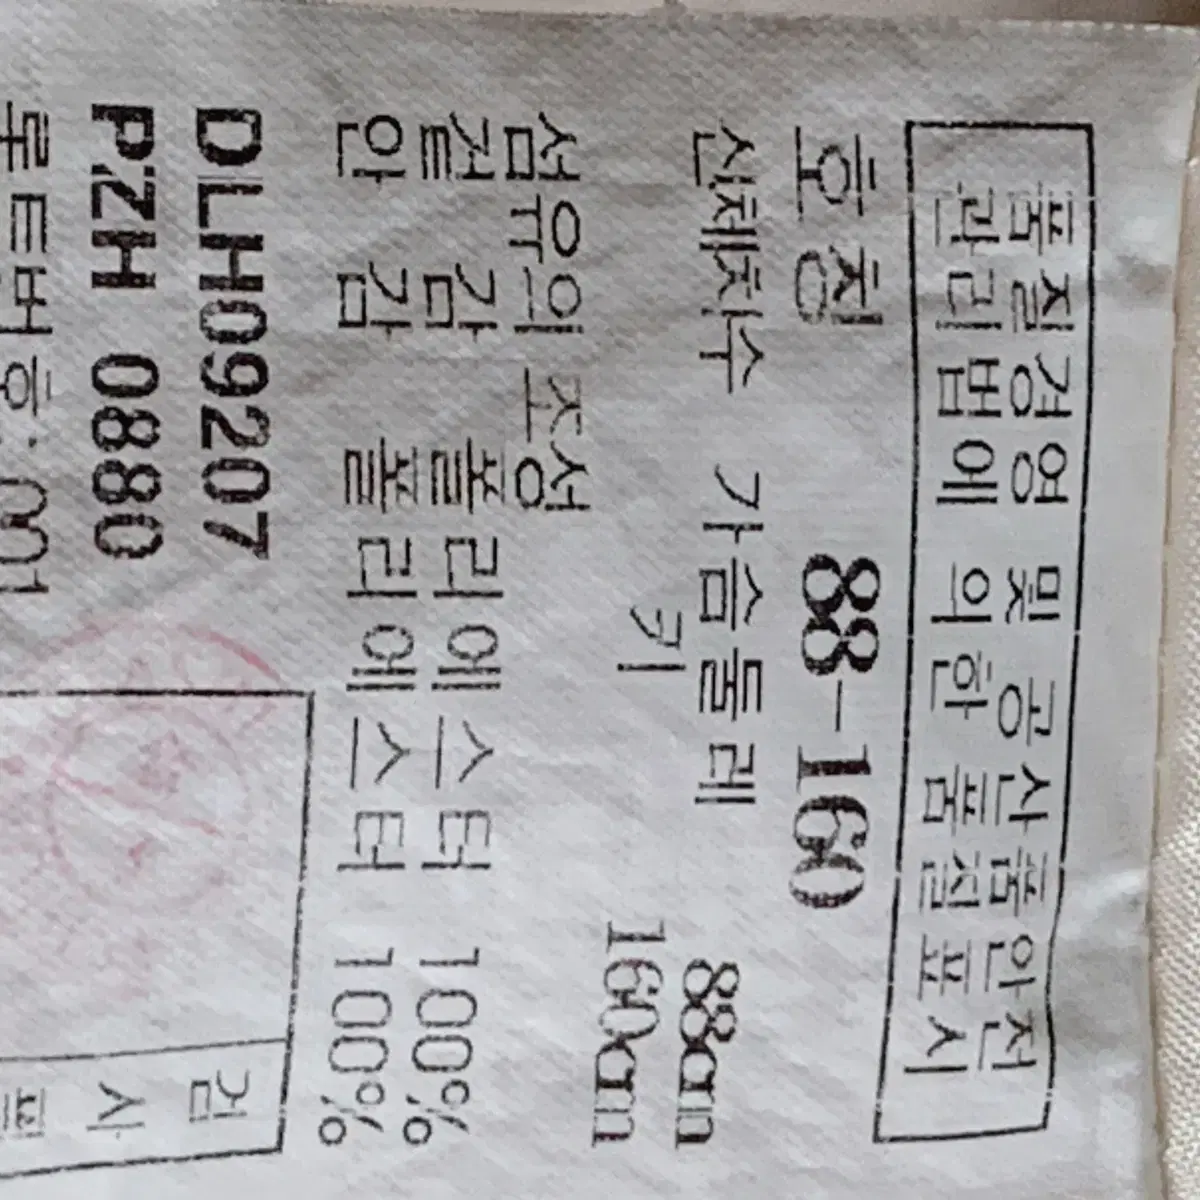 품질경영 및 공산품안전
관리법에 의한 품질표시
호칭 88-160
신체치수 가슴둘레 88cm
키 160cm
섬유의 조성
겉감 폴리에스터 100%
안감 폴리에스터 100%
DLH09207
PZH 0880
검
사